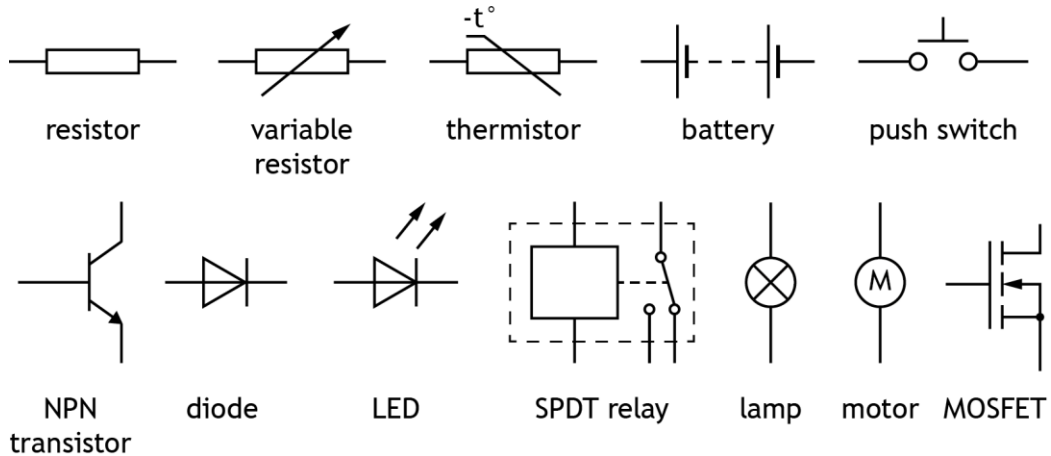 -t°
resistor
variable
resistor
thermistor
battery
push switch
M
NPN
transistor
diode
LED
SPDT relay
lamp
motor
MOSFET